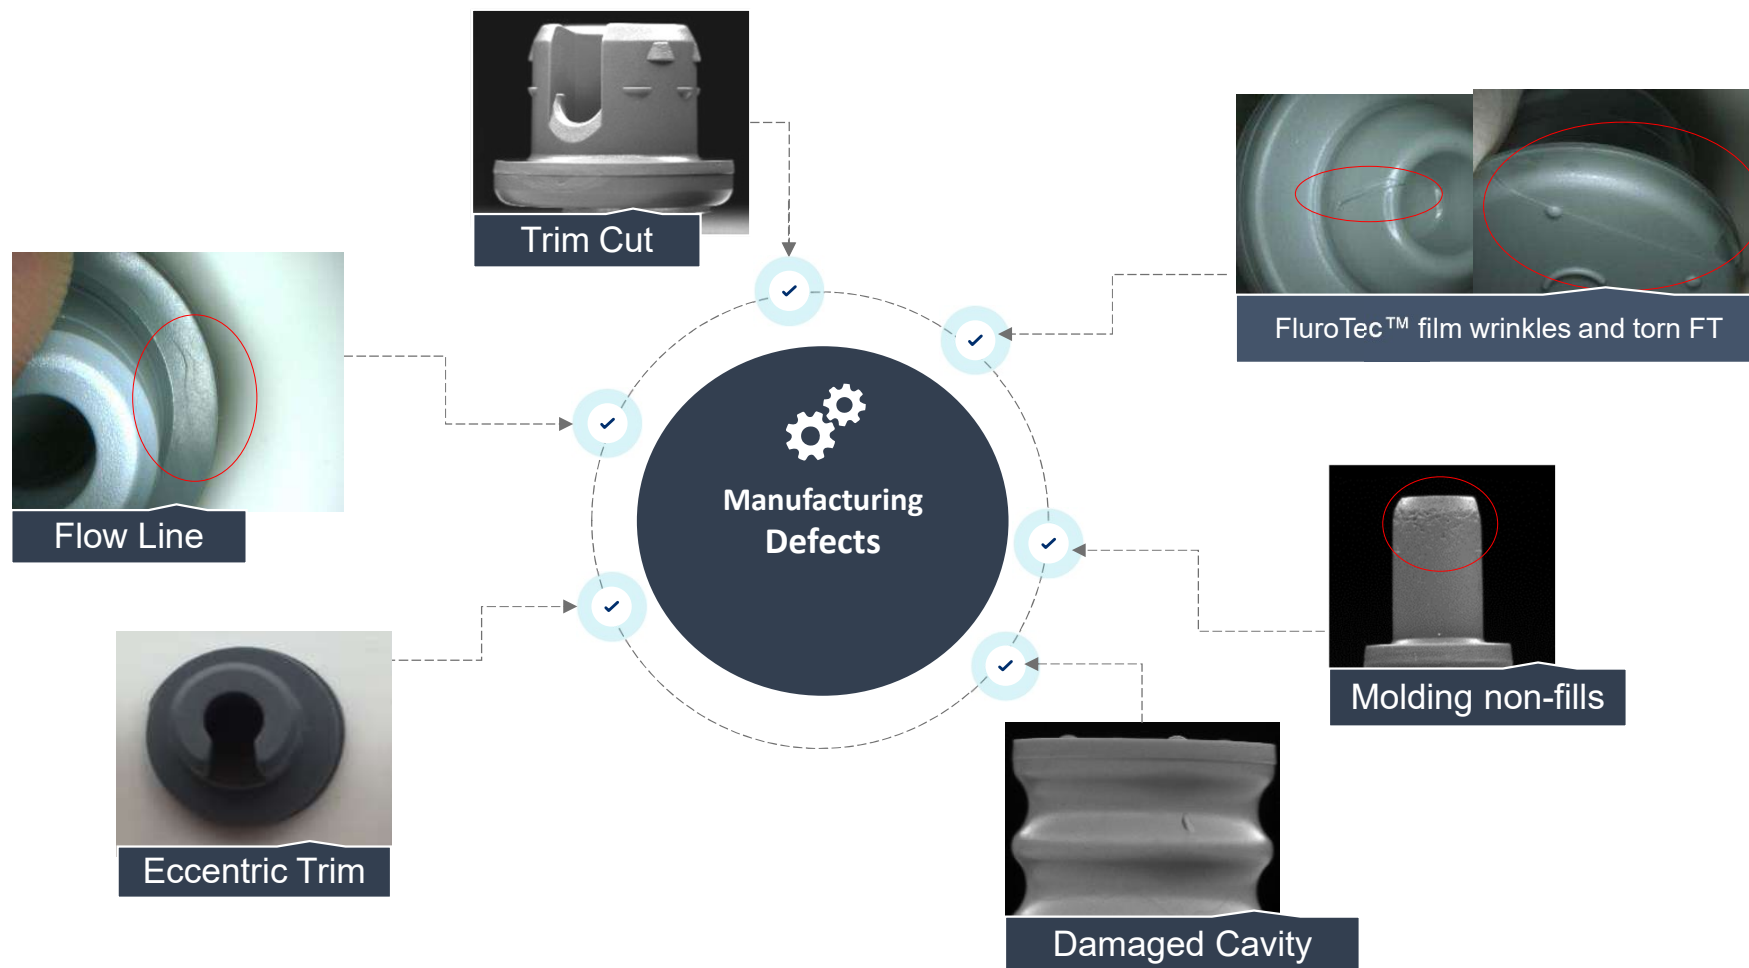 Trim Cut
FluroTec™ film wrinkles and torn FT
Flow Line
Manufacturing
Defects
Molding non-fills
Eccentric Trim
Damaged Cavity